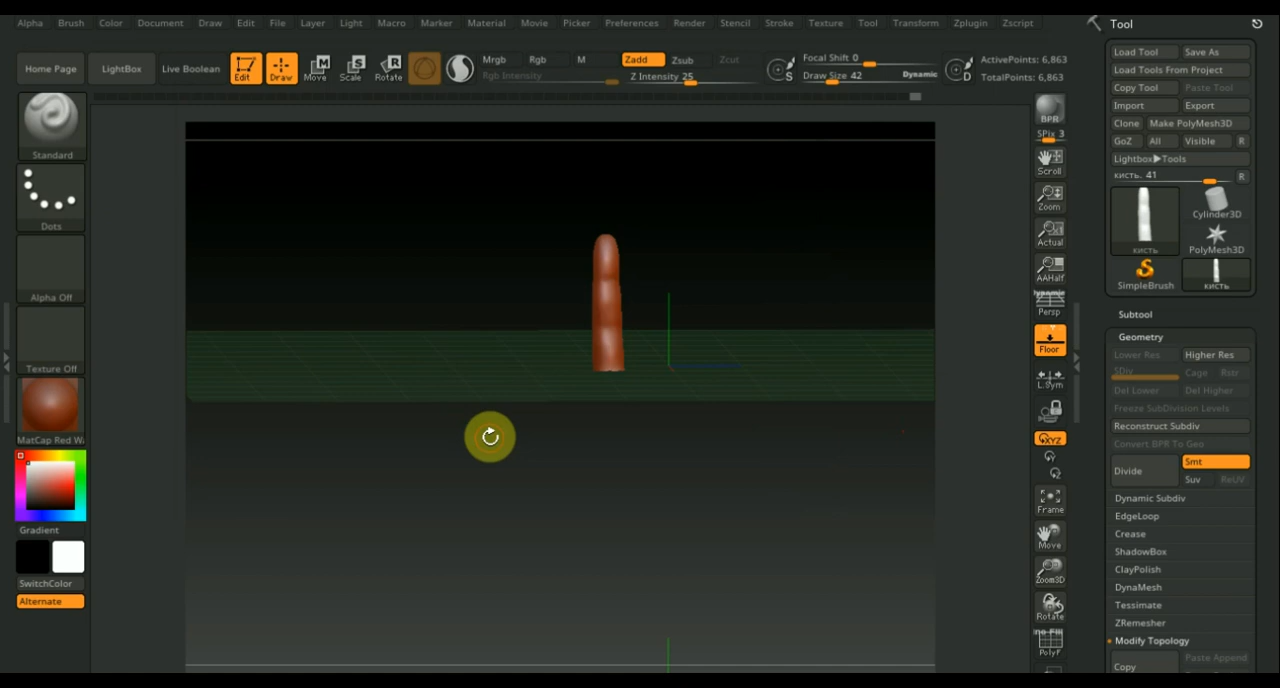 Alpha Brush Color Document Draw Edit File Layer Light Macro Marker Material Movie Picker Preferences Render Stencil Stroke Texture Tool Transform Zplugin Zscript
Tool
Home Page LightBox Live Boolean Edit Draw Move Scale Rotate
Mrgb Rgb M Zadd Zsub Zcut
Rgb Intensity Z Intensity 25
Focal Shift 0
Draw Size 42 Dynamic
ActivePoints: 6,863
TotalPoints: 6,863
S
D
Standard
Dots
Alpha Off
Texture Off
MatCap Red W
Gradient
SwitchColor
Alternate
BPR
SPix 3
Scroll
Zoom
Actual
AAHalf
Dynamic
Persp
Floor
L.Sym
XYZ
Y
Z
Frame
Move
Zoom3D
Rotate
Line Fill
PolyF
Load Tool Save As
Load Tools From Project
Copy Tool Paste Tool
Import Export
Clone Make PolyMesh3D
GoZ All Visible R
Lightbox▶Tools
кисть. 41 R
кисть
Cylinder3D
PolyMesh3D
SimpleBrush
кисть
Subtool
Geometry
Lower Res Higher Res
SDiv Cage Rstr
Del Lower Del Higher
Freeze SubDivision Levels
Reconstruct Subdiv
Convert BPR To Geo
Divide Smt
Suv ReUV
Dynamic Subdiv
EdgeLoop
Crease
ShadowBox
ClayPolish
DynaMesh
Tessimate
ZRemesher
Modify Topology
Copy Paste Append